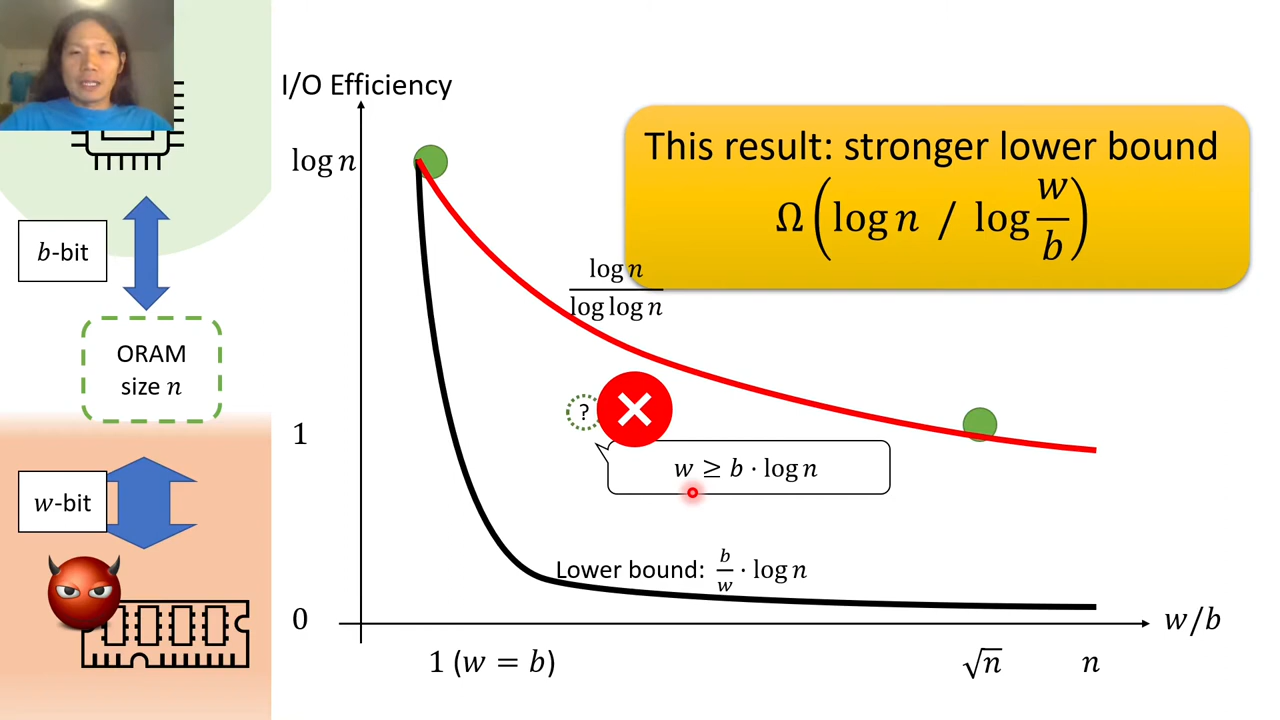 I/O Efficiency
log n
This result: stronger lower bound
Ω(log n / log w/b)
b-bit
log n
log log n
ORAM
size n
?
1
w ≥ b · log n
w-bit
Lower bound: b/w · log n
0
w/b
1 (w = b)
√n
n